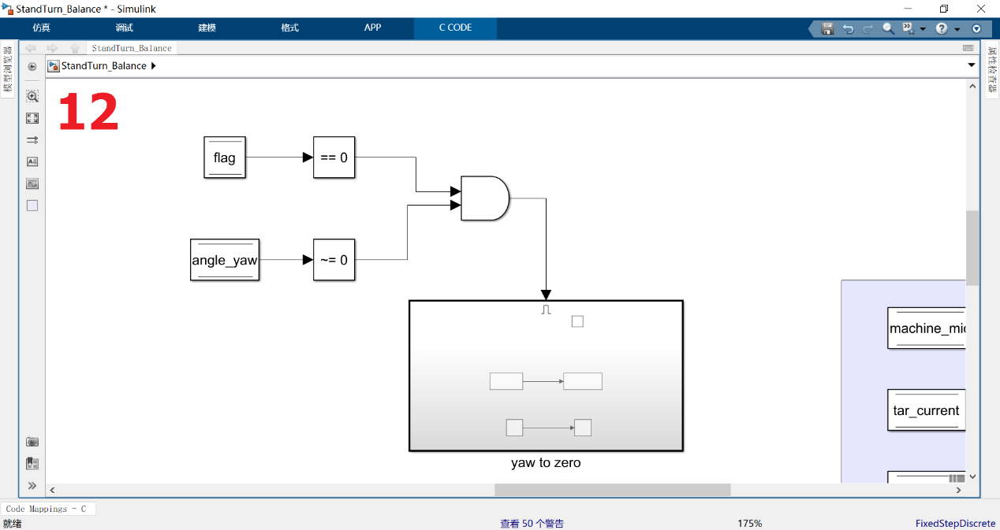 StandTurn_Balance * - Simulink
仿真 调试 建模 格式 APP C CODE
模型浏览器
StandTurn_Balance
StandTurn_Balance
属性检查器
12
flag
== 0
angle_yaw
~= 0
machine_mi
tar_current
yaw to zero
Code Mappings - C
就绪 查看 50 个警告 175% FixedStepDiscrete